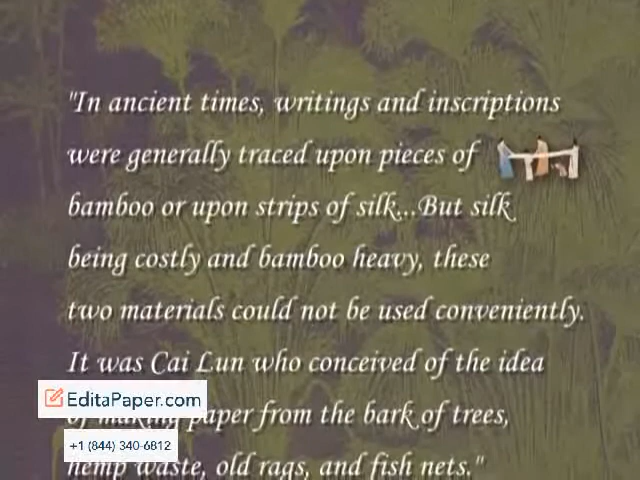 "In ancient times, writings and inscriptions
were generally traced upon pieces of
bamboo or upon strips of silk...But silk
being costly and bamboo heavy, these
two materials could not be used conveniently.
It was Cai Lun who conceived of the idea
EditaPaper.com
of making paper from the bark of trees,
+1 (844) 340-6812
hemp waste, old rags, and fish nets."